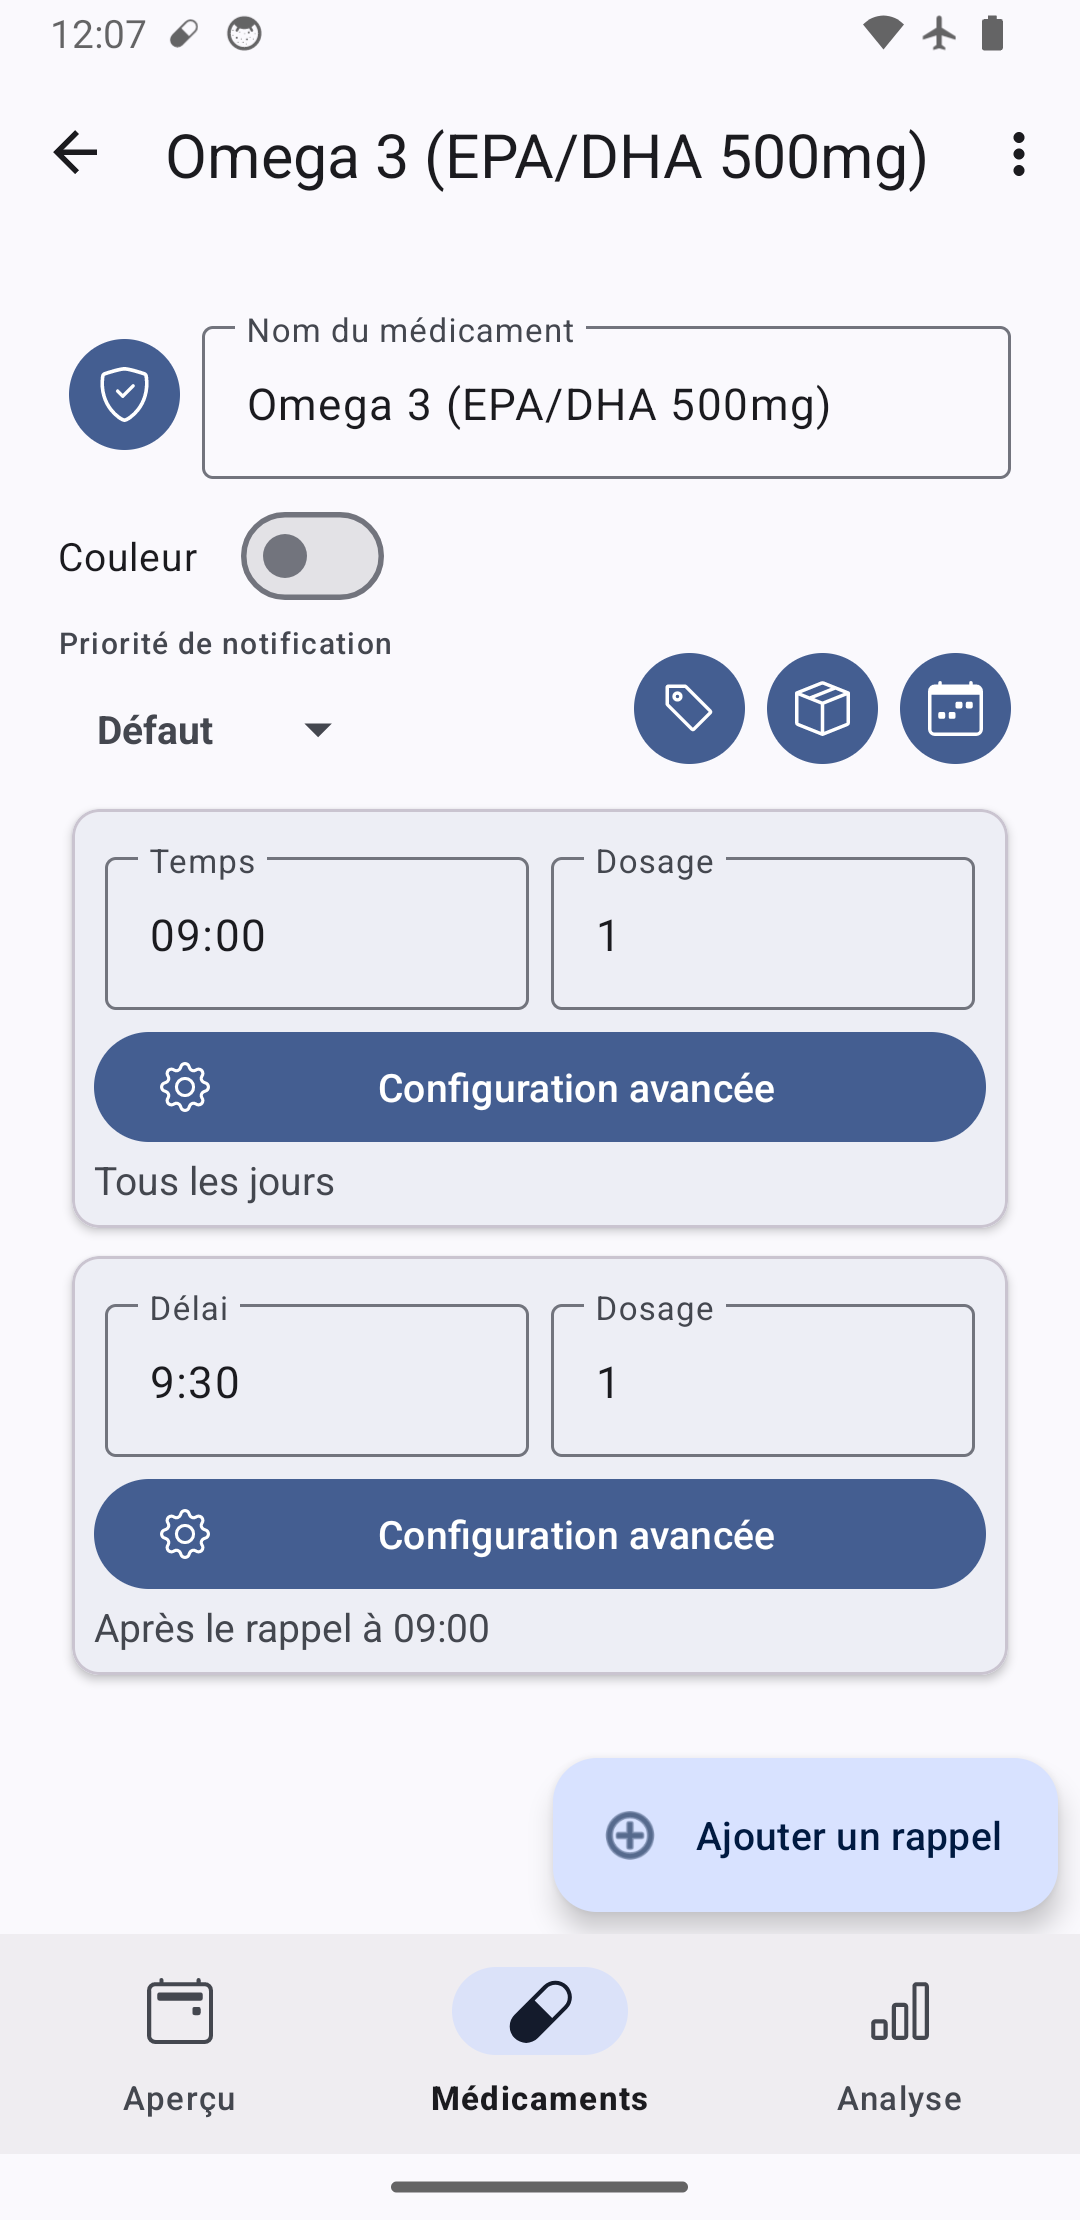 12:07
Omega 3 (EPA/DHA 500mg)
Nom du médicament
Omega 3 (EPA/DHA 500mg)
Couleur
Priorité de notification
Défaut
Temps
09:00
Dosage
1
Configuration avancée
Tous les jours
Délai
9:30
Dosage
1
Configuration avancée
Après le rappel à 09:00
Ajouter un rappel
Aperçu
Médicaments
Analyse